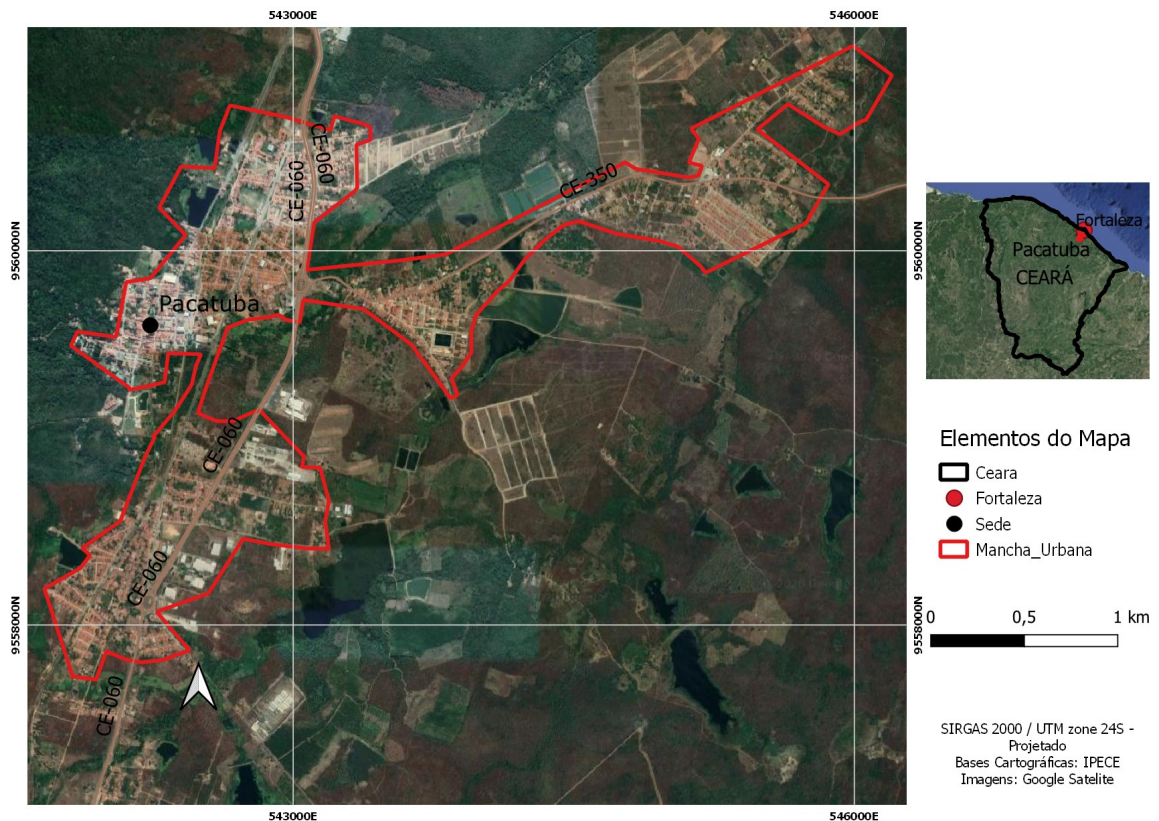 543000E
546000E
CE-060
CE-060
CE-350
9560000N
9560000N
Pacatuba
CE-060
CE-060
9558000N
9558000N
CE-060
543000E
546000E
Fortaleza
Pacatuba
CEARÁ
Elementos do Mapa
Ceara
Fortaleza
Sede
Mancha_Urbana
0 0,5 1 km
SIRGAS 2000 / UTM zone 24S -
Projetado
Bases Cartográficas: IPECE
Imagens: Google Satelite